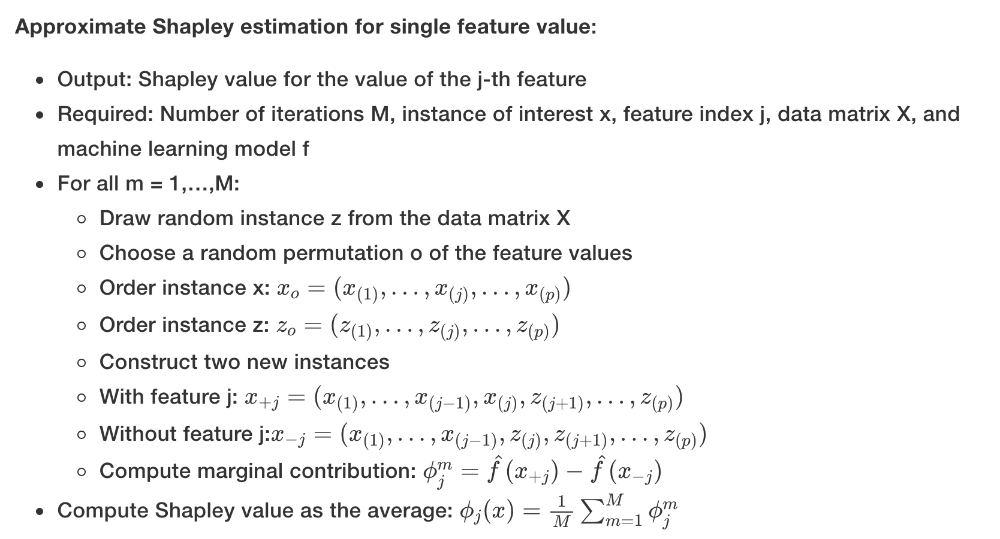 Approximate Shapley estimation for single feature value:
• Output: Shapley value for the value of the j-th feature
• Required: Number of iterations M, instance of interest x, feature index j, data matrix X, and
machine learning model f
• For all m = 1,…,M:
◦ Draw random instance z from the data matrix X
◦ Choose a random permutation o of the feature values
◦ Order instance x: $x_o = (x_{(1)}, \ldots, x_{(j)}, \ldots, x_{(p)})$
◦ Order instance z: $z_o = (z_{(1)}, \ldots, z_{(j)}, \ldots, z_{(p)})$
◦ Construct two new instances
◦ With feature j: $x_{+j} = (x_{(1)}, \ldots, x_{(j-1)}, x_{(j)}, z_{(j+1)}, \ldots, z_{(p)})$
◦ Without feature j:$x_{-j} = (x_{(1)}, \ldots, x_{(j-1)}, z_{(j)}, z_{(j+1)}, \ldots, z_{(p)})$
◦ Compute marginal contribution: $\phi_j^m = \hat{f}(x_{+j}) - \hat{f}(x_{-j})$
• Compute Shapley value as the average: $\phi_j(x) = \frac{1}{M} \sum_{m=1}^{M} \phi_j^m$